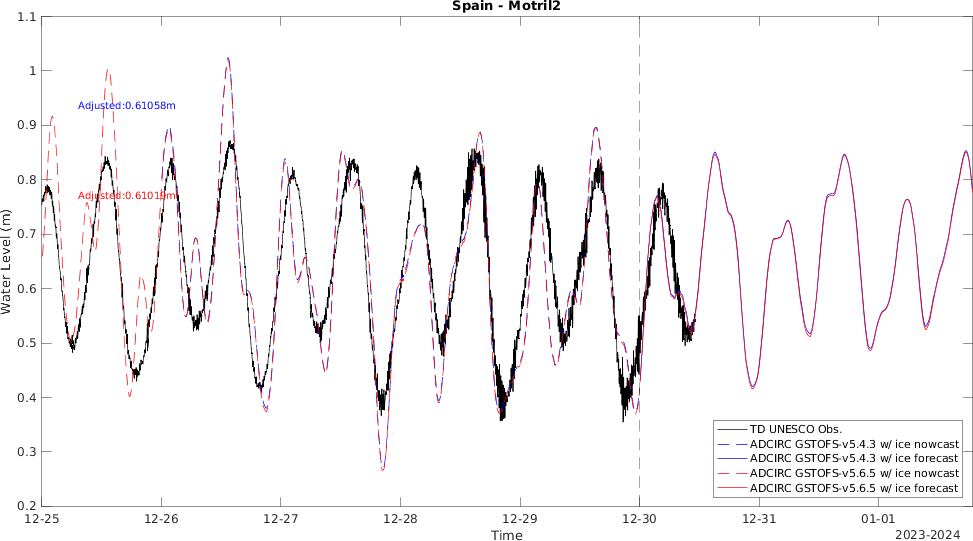 Spain - Motril2
1.1
1
0.9
0.8
0.7
0.6
0.5
0.4
0.3
0.2
Water Level (m)
Adjusted:0.61058m
Adjusted:0.61019m
TD UNESCO Obs.
ADCIRC GSTOFS-v5.4.3 w/ ice nowcast
ADCIRC GSTOFS-v5.4.3 w/ ice forecast
ADCIRC GSTOFS-v5.6.5 w/ ice nowcast
ADCIRC GSTOFS-v5.6.5 w/ ice forecast
12-25 12-26 12-27 12-28 12-29 12-30 12-31 01-01
Time
2023-2024